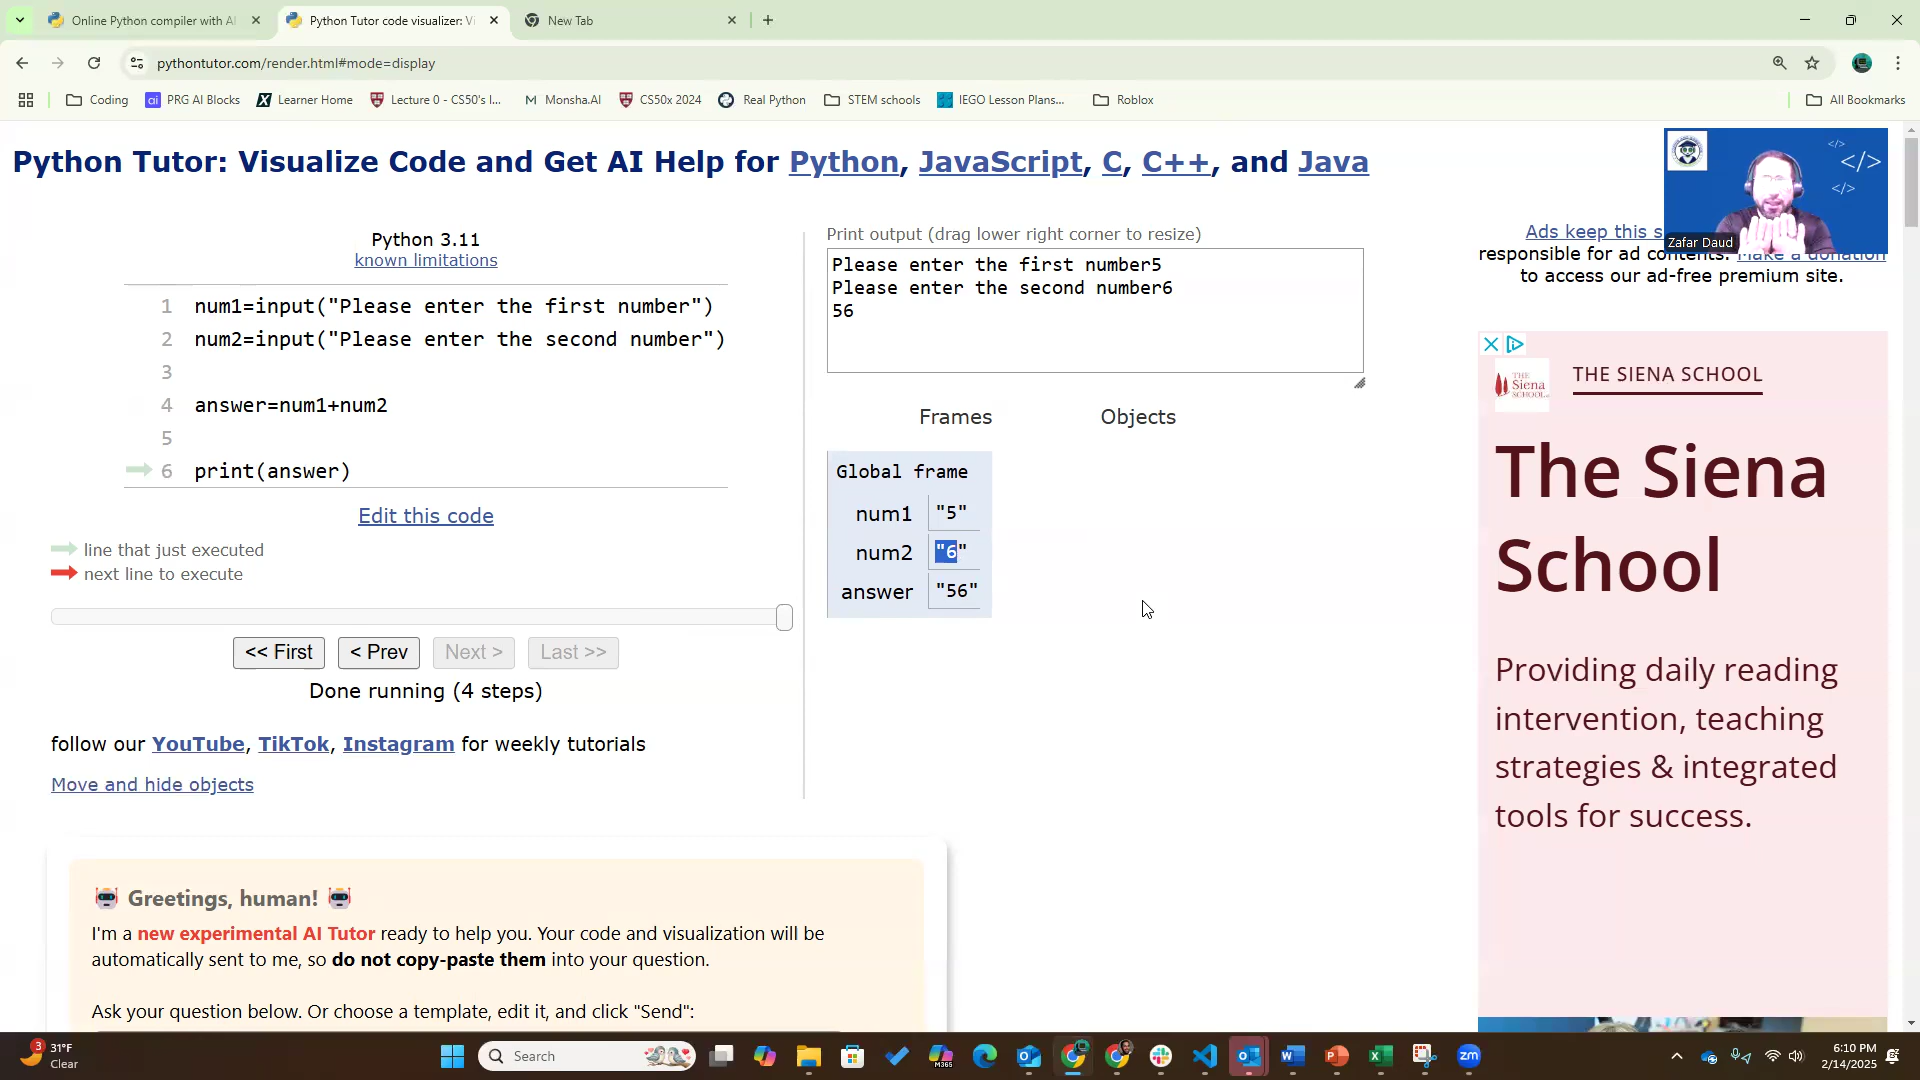 Online Python compiler with AI
Python Tutor code visualizer: Vi
New Tab
pythontutor.com/render.html#mode=display
Coding
PRG AI Blocks
Learner Home
Lecture 0 - CS50's I...
Monsha.AI
CS50x 2024
Real Python
STEM schools
IEGO Lesson Plans...
Roblox
All Bookmarks
Python Tutor: Visualize Code and Get AI Help for Python, JavaScript, C, C++, and Java
Python 3.11
known limitations
1 num1=input("Please enter the first number")
2 num2=input("Please enter the second number")
3
4 answer=num1+num2
5
6 print(answer)
Edit this code
line that just executed
next line to execute
<< First
< Prev
Next >
Last >>
Done running (4 steps)
follow our YouTube, TikTok, Instagram for weekly tutorials
Move and hide objects
Print output (drag lower right corner to resize)
Please enter the first number5
Please enter the second number6
56
Frames
Objects
Global frame
num1 "5"
num2 "6"
answer "56"
Greetings, human!
I'm a new experimental AI Tutor ready to help you. Your code and visualization will be
automatically sent to me, so do not copy-paste them into your question.
Ask your question below. Or choose a template, edit it, and click "Send":
</>
</>
</>
Zafar Daud
Ads keep this s
responsible for ad contents. Make a donation
to access our ad-free premium site.
THE
Siena
SCHOOL
THE SIENA SCHOOL
The Siena
School
Providing daily reading
intervention, teaching
strategies & integrated
tools for success.
3
31°F
Clear
Search
M365
zm
6:10 PM
2/14/2025